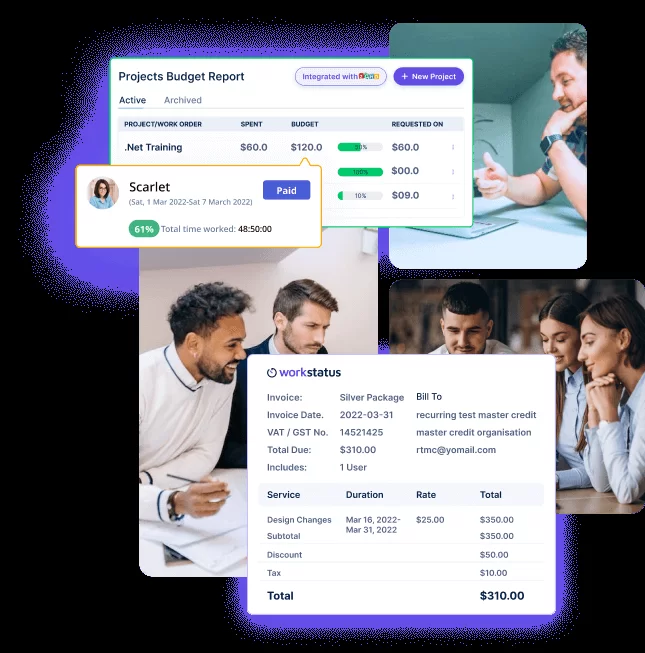 Projects Budget Report
Integrated with
+ New Project
Active Archived
PROJECT/WORK ORDER SPENT BUDGET REQUESTED ON
.Net Training $60.0 $120.0 $60.0
100% $00.0
10% $09.0
Scarlet
Paid
(Sat, 1 Mar 2022-Sat 7 March 2022)
61% Total time worked: 48:50:00
workstatus
Invoice: Silver Package Bill To
Invoice Date. 2022-03-31 recurring test master credit
VAT / GST No. 14521425 master credit organisation
Total Due: $310.00 rtmc@yomail.com
Includes: 1 User
Service Duration Rate Total
Design Changes Mar 16, 2022- $25.00 $350.00
Mar 31, 2022
Subtotal $350.00
Discount $50.00
Tax $10.00
Total $310.00